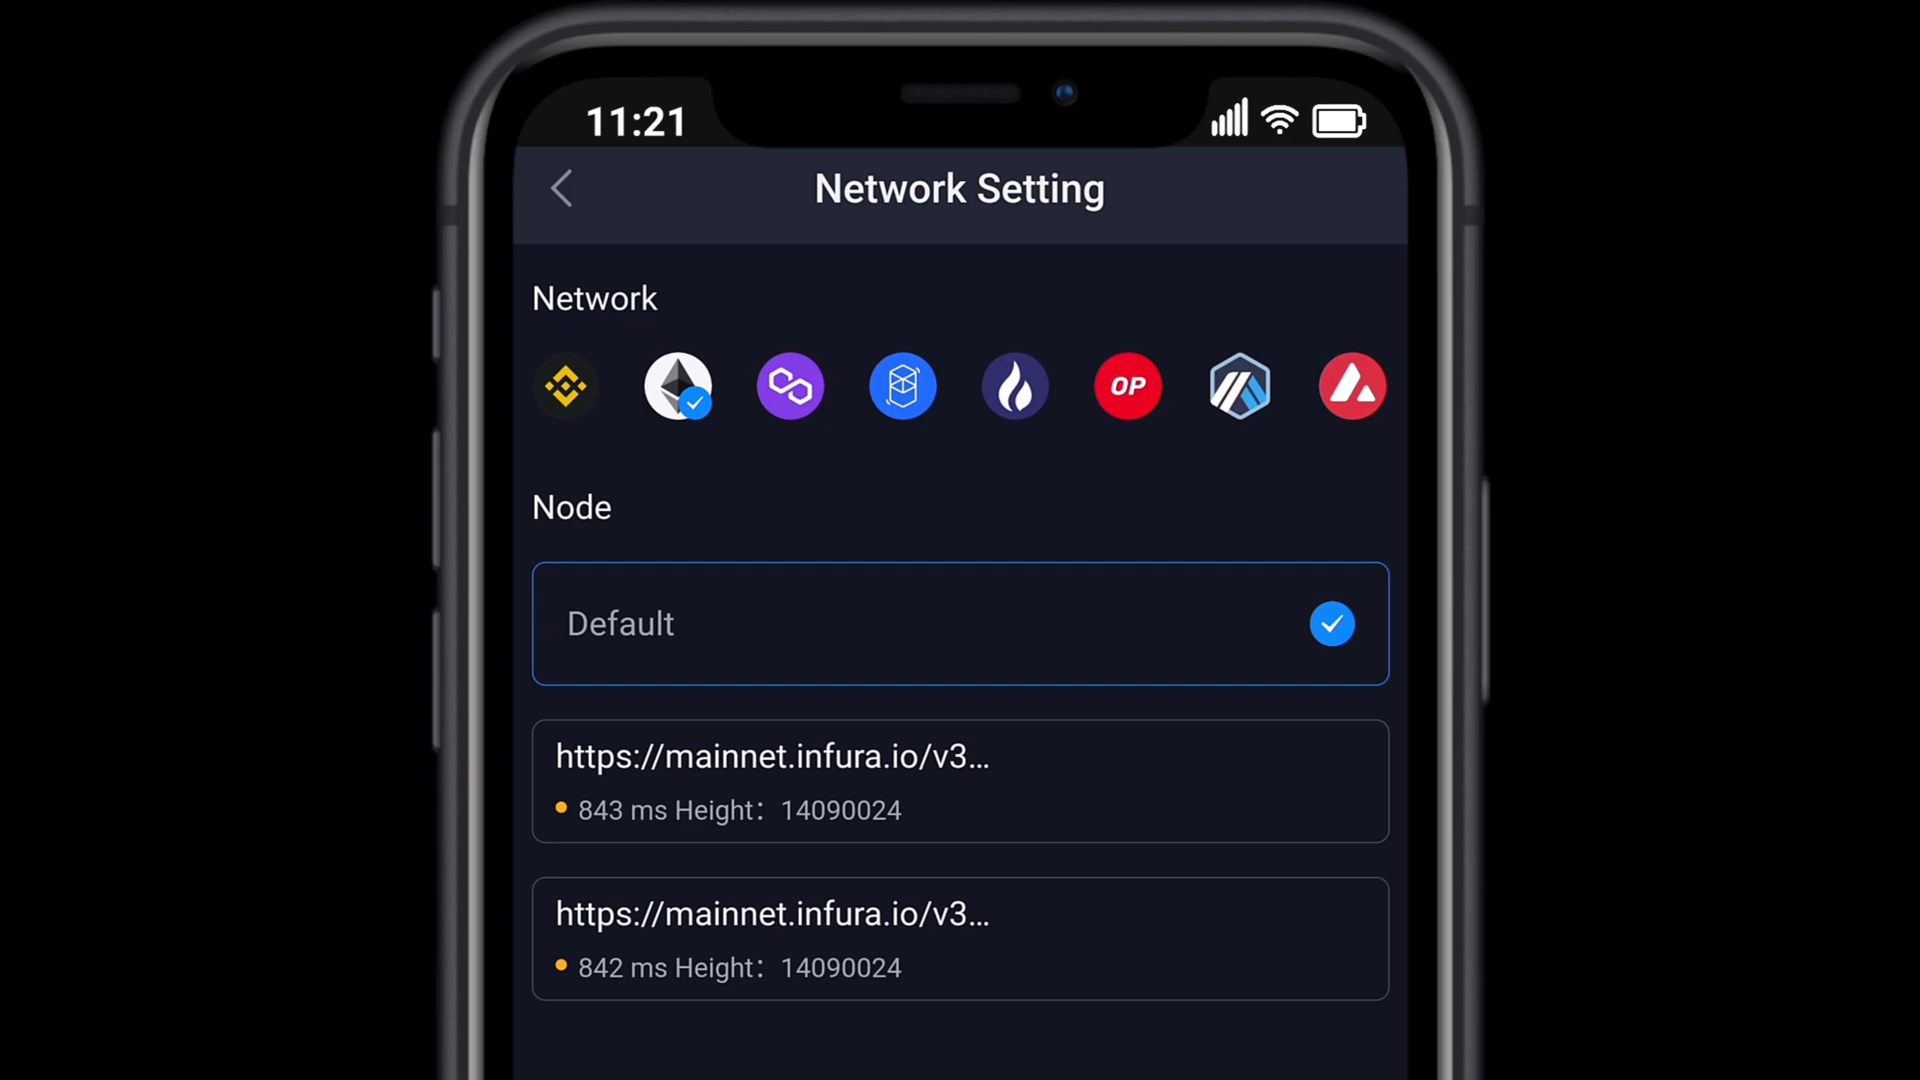 11:21
Network Setting
Network
OP
Node
Default
https://mainnet.infura.io/v3...
843 ms Height： 14090024
https://mainnet.infura.io/v3...
842 ms Height： 14090024